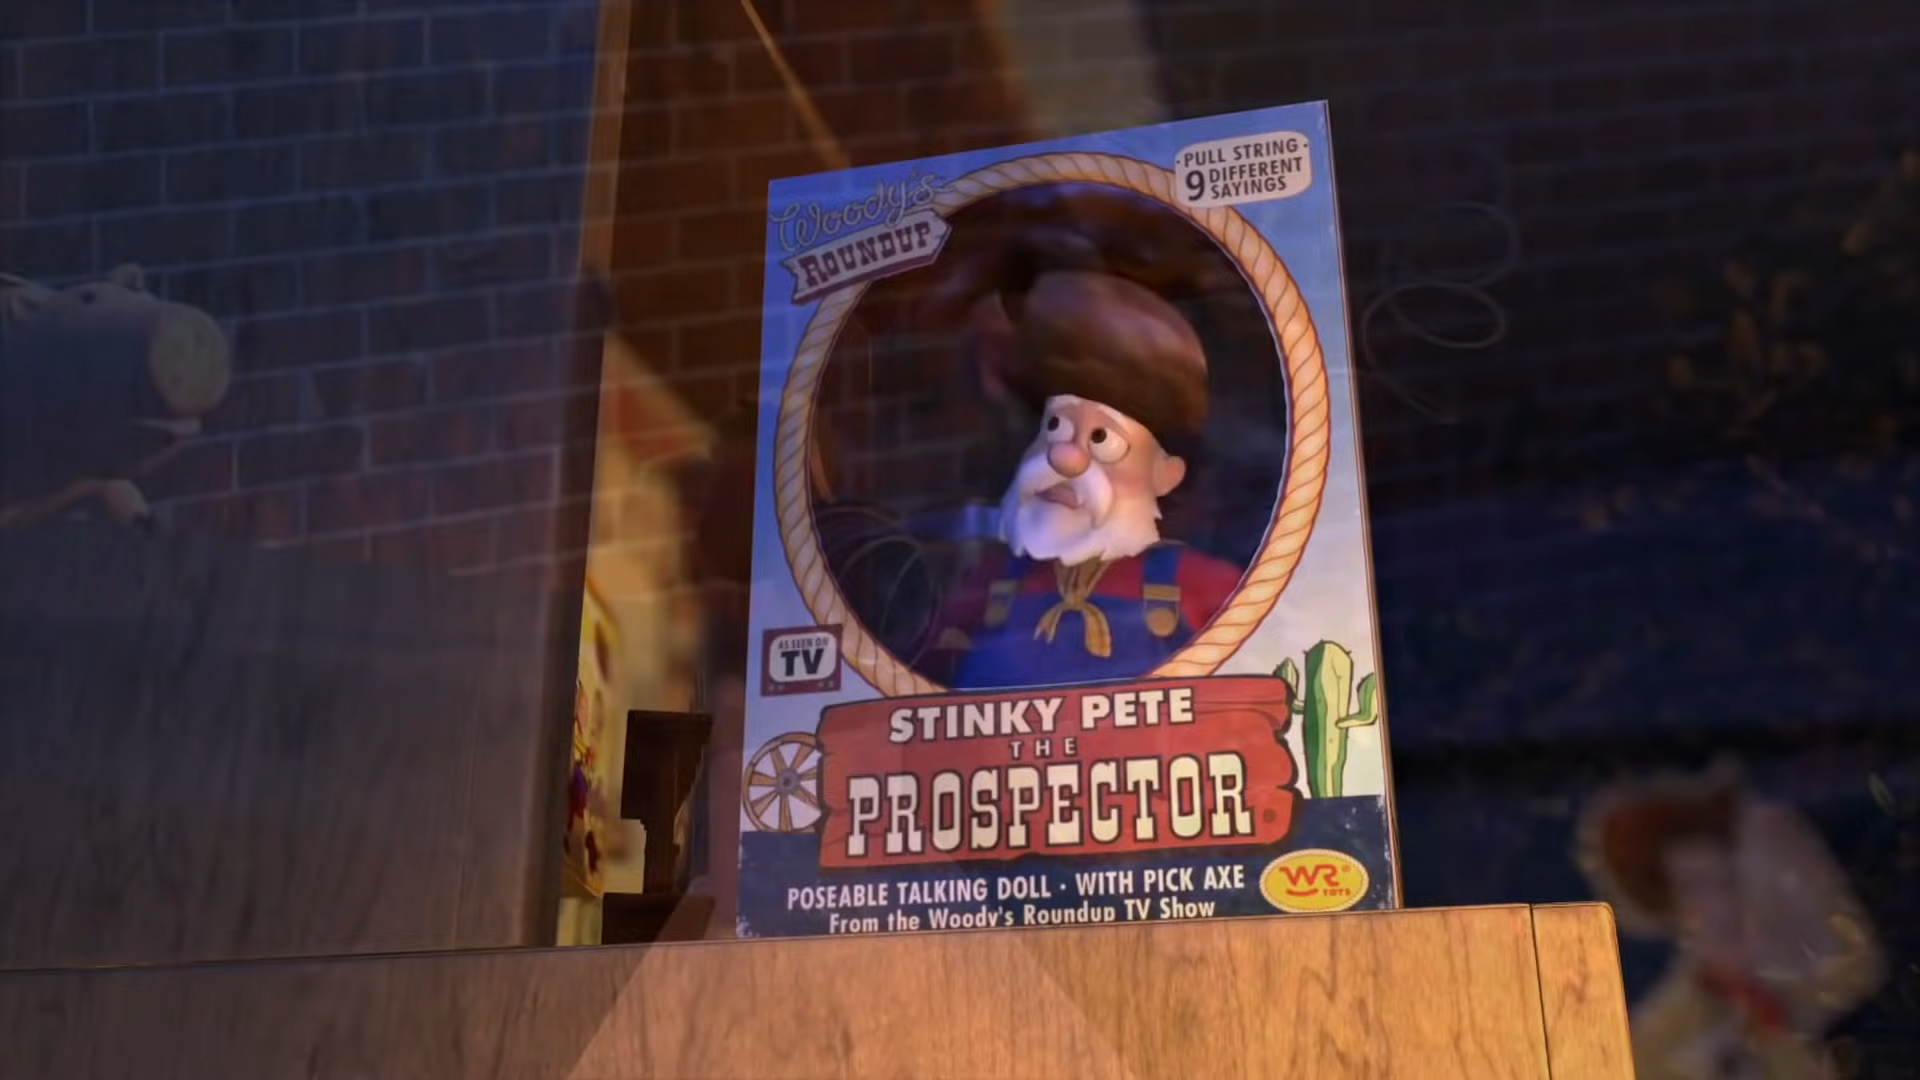 Woody's
ROUNDUP
·PULL STRING·
9 DIFFERENT
SAYINGS
AS SEEN ON
TV
STINKY PETE
THE
PROSPECTOR
POSEABLE TALKING DOLL · WITH PICK AXE
From the Woody's Roundup TV Show
WR®
TOYS